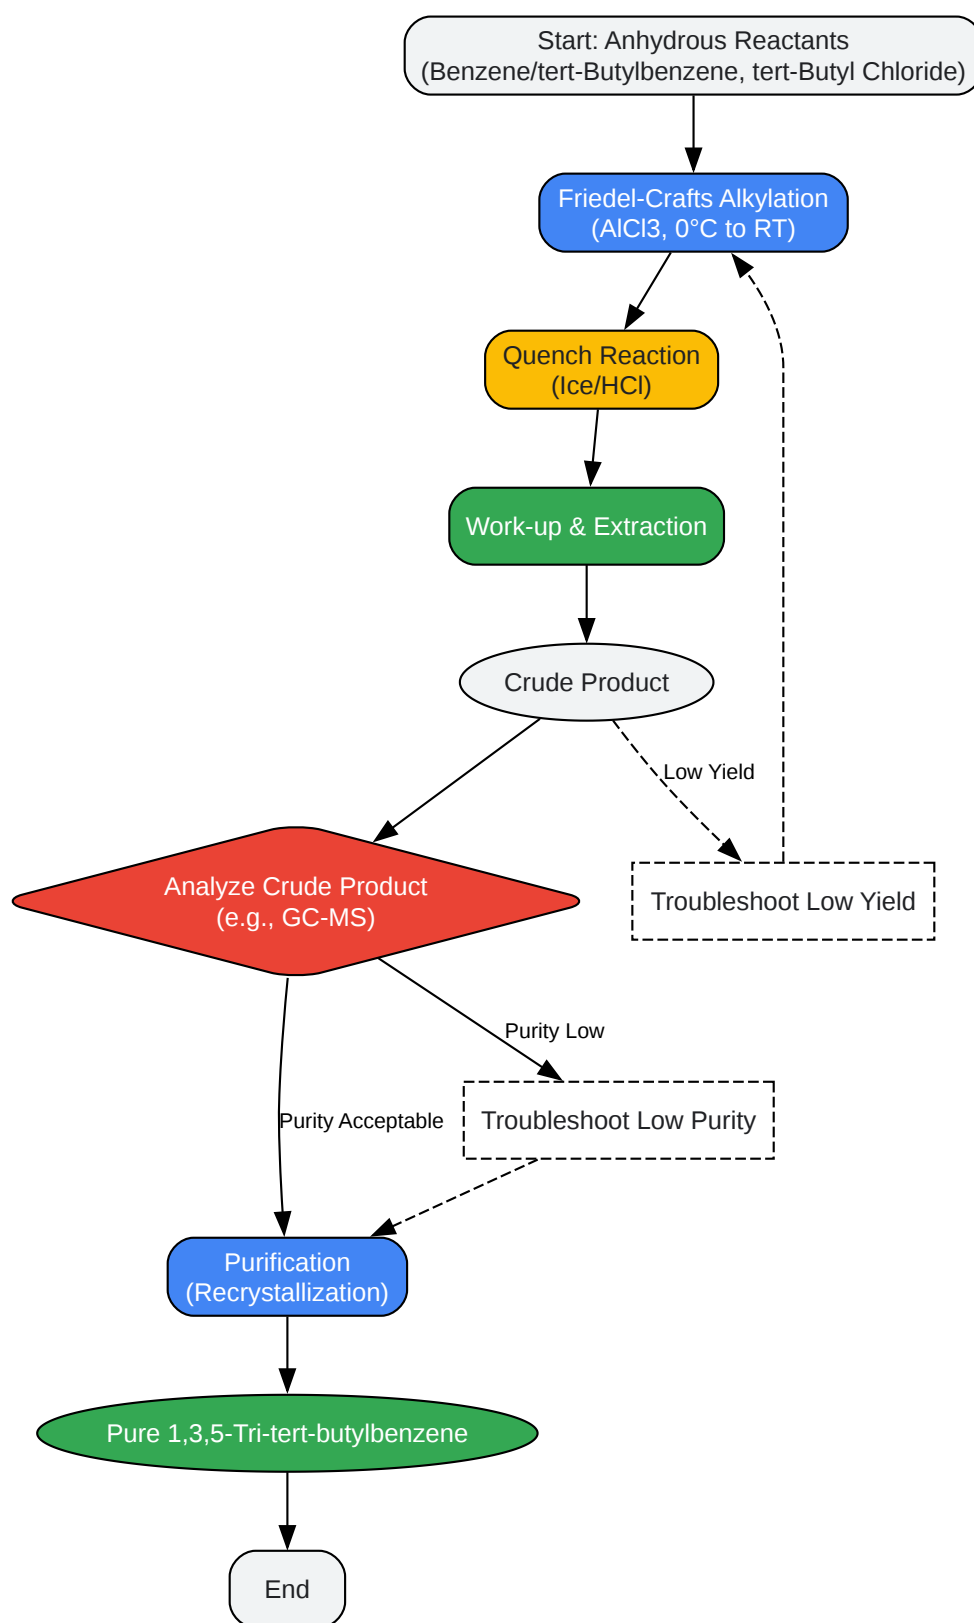 Start: Anhydrous Reactants
(Benzene/tert-Butylbenzene, tert-Butyl Chloride)
Friedel-Crafts Alkylation
(AlCl3, 0°C to RT)
Quench Reaction
(Ice/HCl)
Work-up & Extraction
Crude Product
Low Yield
Analyze Crude Product
(e.g., GC-MS)
Troubleshoot Low Yield
Purity Low
Purity Acceptable
Troubleshoot Low Purity
Purification
(Recrystallization)
Pure 1,3,5-Tri-tert-butylbenzene
End